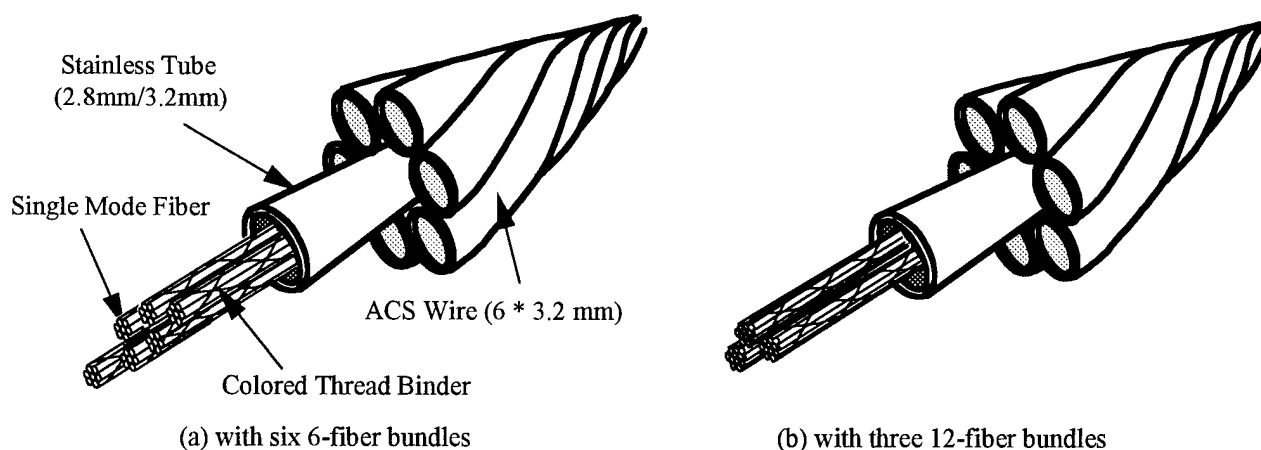 Stainless Tube
(2.8mm/3.2mm)
Single Mode Fiber
ACS Wire (6 * 3.2 mm)
Colored Thread Binder
(a) with six 6-fiber bundles
(b) with three 12-fiber bundles